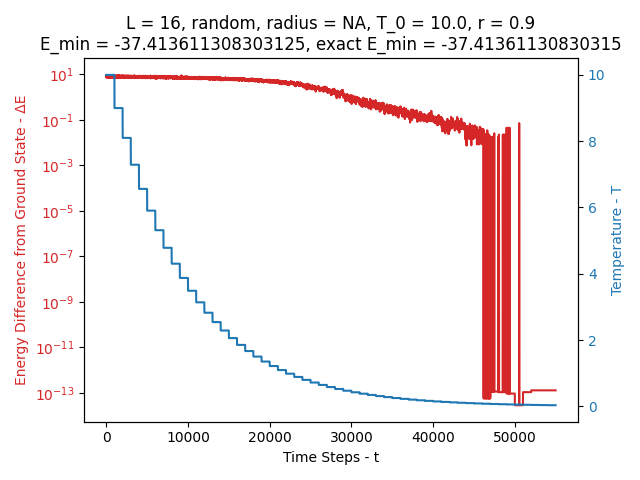 L = 16, random, radius = NA, T_0 = 10.0, r = 0.9
E_min = -37.413611308303125, exact E_min = -37.41361130830315
10¹
10⁻¹
10⁻³
10⁻⁵
10⁻⁷
10⁻⁹
10⁻¹¹
10⁻¹³
Energy Difference from Ground State - ΔE
10
8
6
4
2
0
Temperature - T
0 10000 20000 30000 40000 50000
Time Steps - t